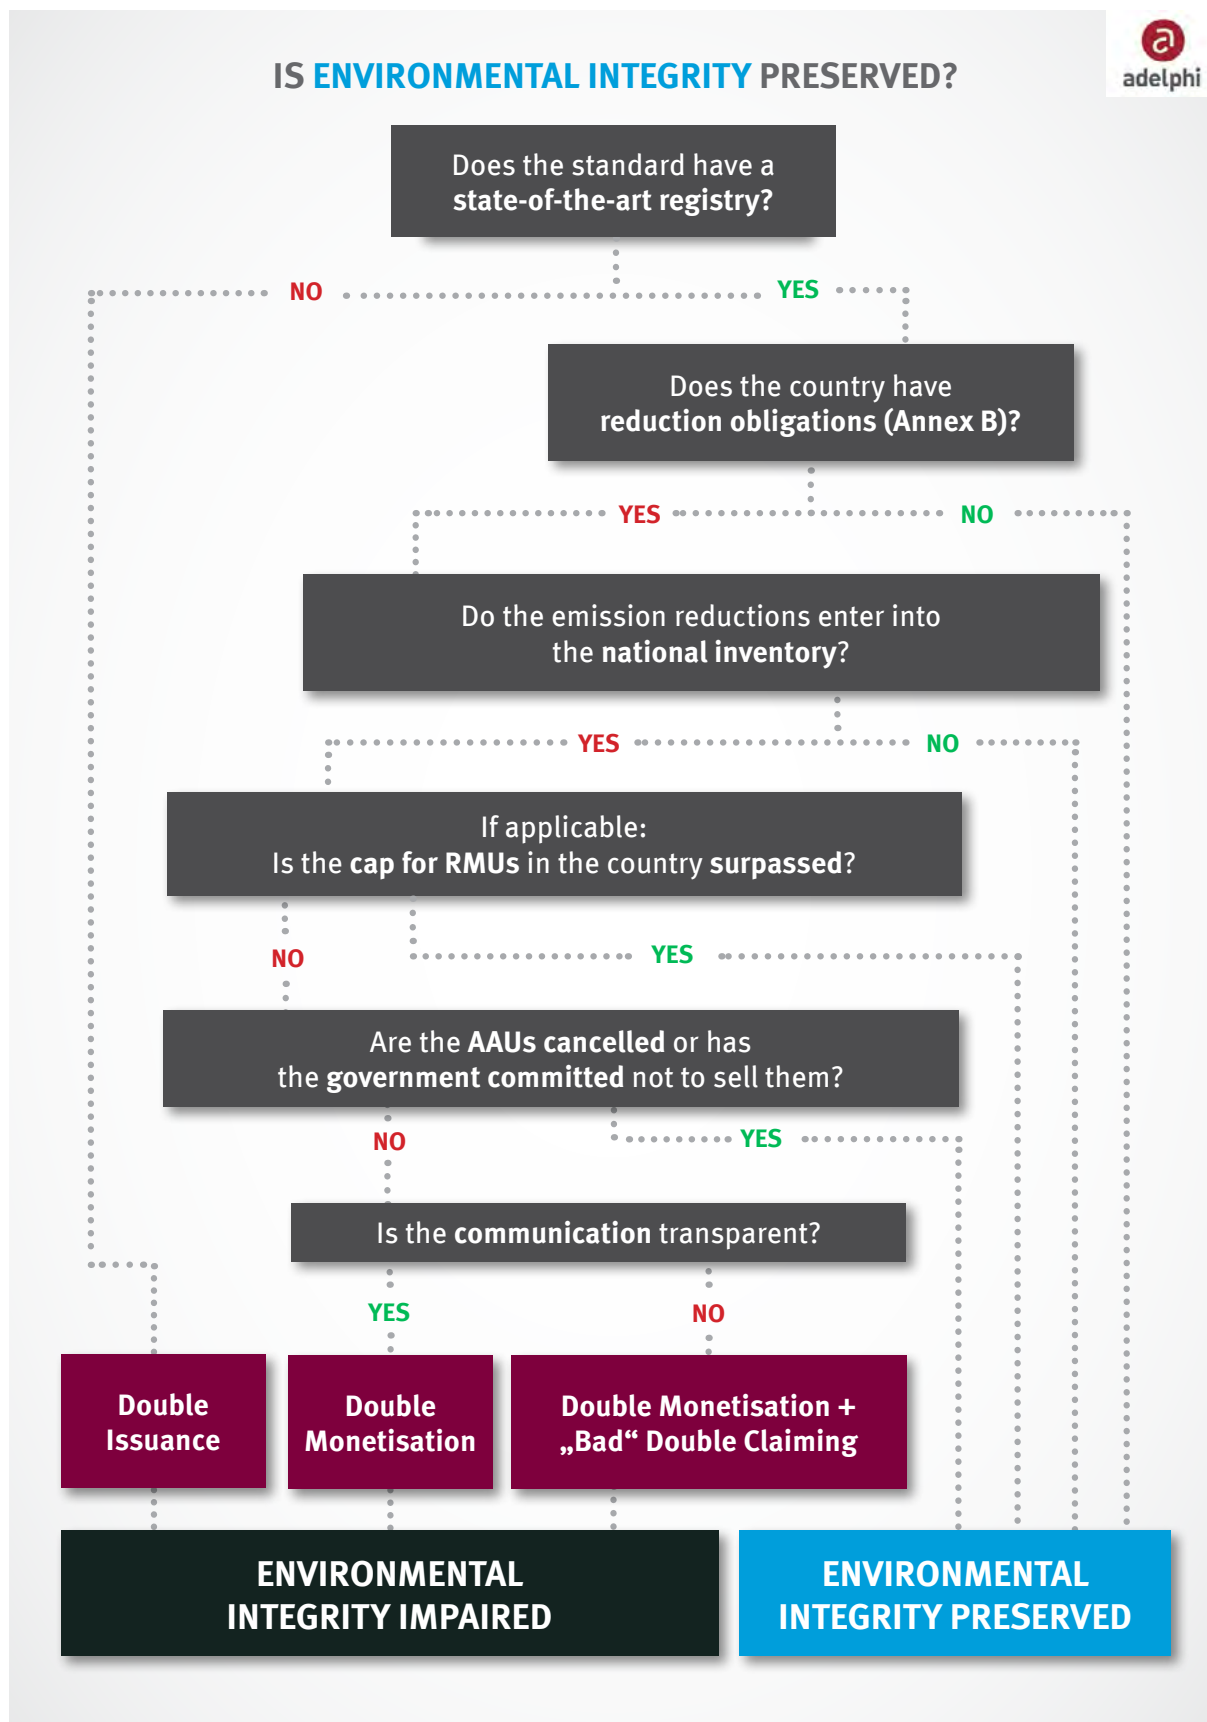 adelphi
IS ENVIRONMENTAL INTEGRITY PRESERVED?
Does the standard have a
state-of-the-art registry?
NO
YES
Does the country have
reduction obligations (Annex B)?
YES
NO
Do the emission reductions enter into
the national inventory?
YES
NO
If applicable:
Is the cap for RMUs in the country surpassed?
NO
YES
Are the AAUs cancelled or has
the government committed not to sell them?
NO
YES
Is the communication transparent?
YES
NO
Double
Issuance
Double
Monetisation
Double Monetisation +
„Bad“ Double Claiming
ENVIRONMENTAL
INTEGRITY IMPAIRED
ENVIRONMENTAL
INTEGRITY PRESERVED